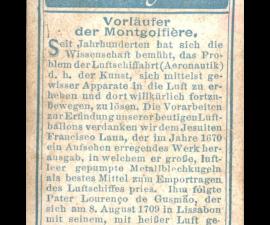 Vorläufer
der Montgolfière.
Seit Jahrhunderten hat sich die
Wissenschaft bemüht, das Pro-
blem der Luftschiffahrt (Aeronautik)
d. h. der Kunst, sich mittelst ge-
wisser Apparate in die Luft zu er-
heben und dort willkürlich fortzu-
bewegen, zu lösen. Die Vorarbeiten
zur Erfindung unserer heutigen Luft-
ballons verdanken wir dem Jesuiten
Francisco Lana, der im Jahre 1670
ein Aufsehen erregendes Werk her-
ausgab, in welchem er große, luft-
leer gepumpte Metallblechkugeln
als bestes Mittel zum Emportragen
des Luftschiffes pries. Ihm folgte
Pater Lourenço de Gusmão, der
sich am 8. August 1709 in Lissabon
mit seinem, mit heißer Luft ge-